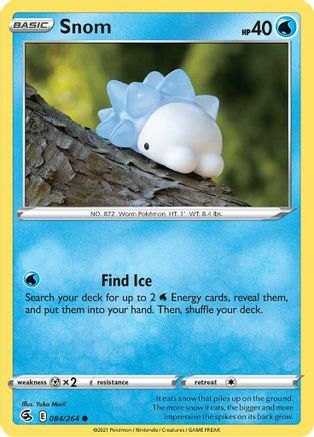 BASIC Snom HP 40
NO. 872 Worm Pokémon HT: 1' WT: 8.4 lbs.
Find Ice
Search your deck for up to 2 Energy cards, reveal them,
and put them into your hand. Then, shuffle your deck.
weakness ×2 resistance retreat
Illus. Yuka Morii
E 084/264
It eats snow that piles up on the ground.
The more snow it eats, the bigger and more
impressive the spikes on its back grow.
©2021 Pokémon / Nintendo / Creatures / GAME FREAK